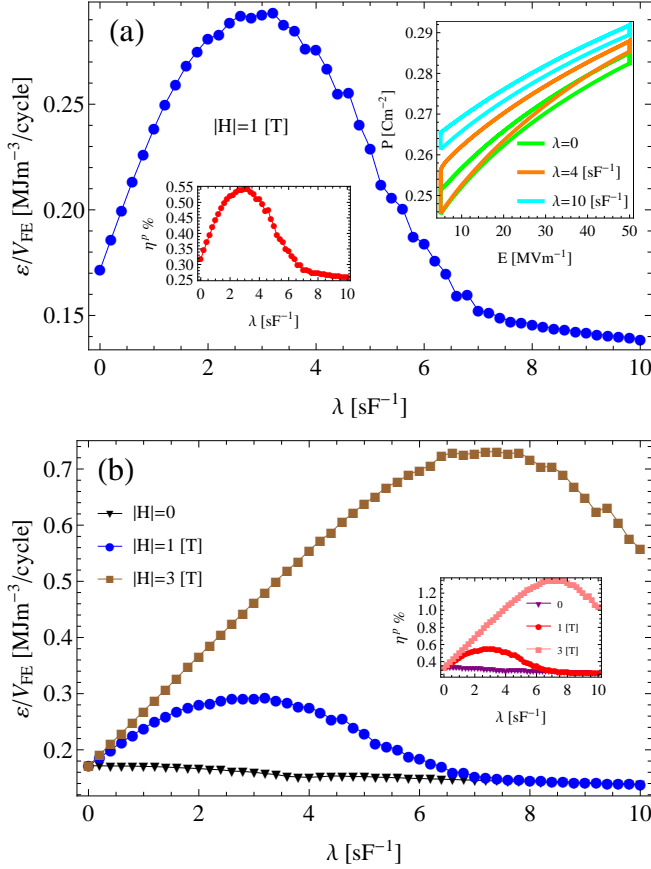 (a)
ε/V_FE [MJm⁻³/cycle]
0.30
0.25
0.20
0.15
0 2 4 6 8 10
λ [sF⁻¹]
|H|=1 [T]
η^p %
0.55
0.50
0.45
0.40
0.35
0.30
0.25
0 2 4 6 8 10
λ [sF⁻¹]
P [Cm⁻²]
0.29
0.28
0.27
0.26
0.25
10 20 30 40 50
E [MVm⁻¹]
λ=0
λ=4 [sF⁻¹]
λ=10 [sF⁻¹]
(b)
ε/V_FE [MJm⁻³/cycle]
0.7
0.6
0.5
0.4
0.3
0.2
0 2 4 6 8 10
λ [sF⁻¹]
|H|=0
|H|=1 [T]
|H|=3 [T]
η^p %
1.2
1.0
0.8
0.6
0.4
0 2 4 6 8 10
λ [sF⁻¹]
0
1 [T]
3 [T]